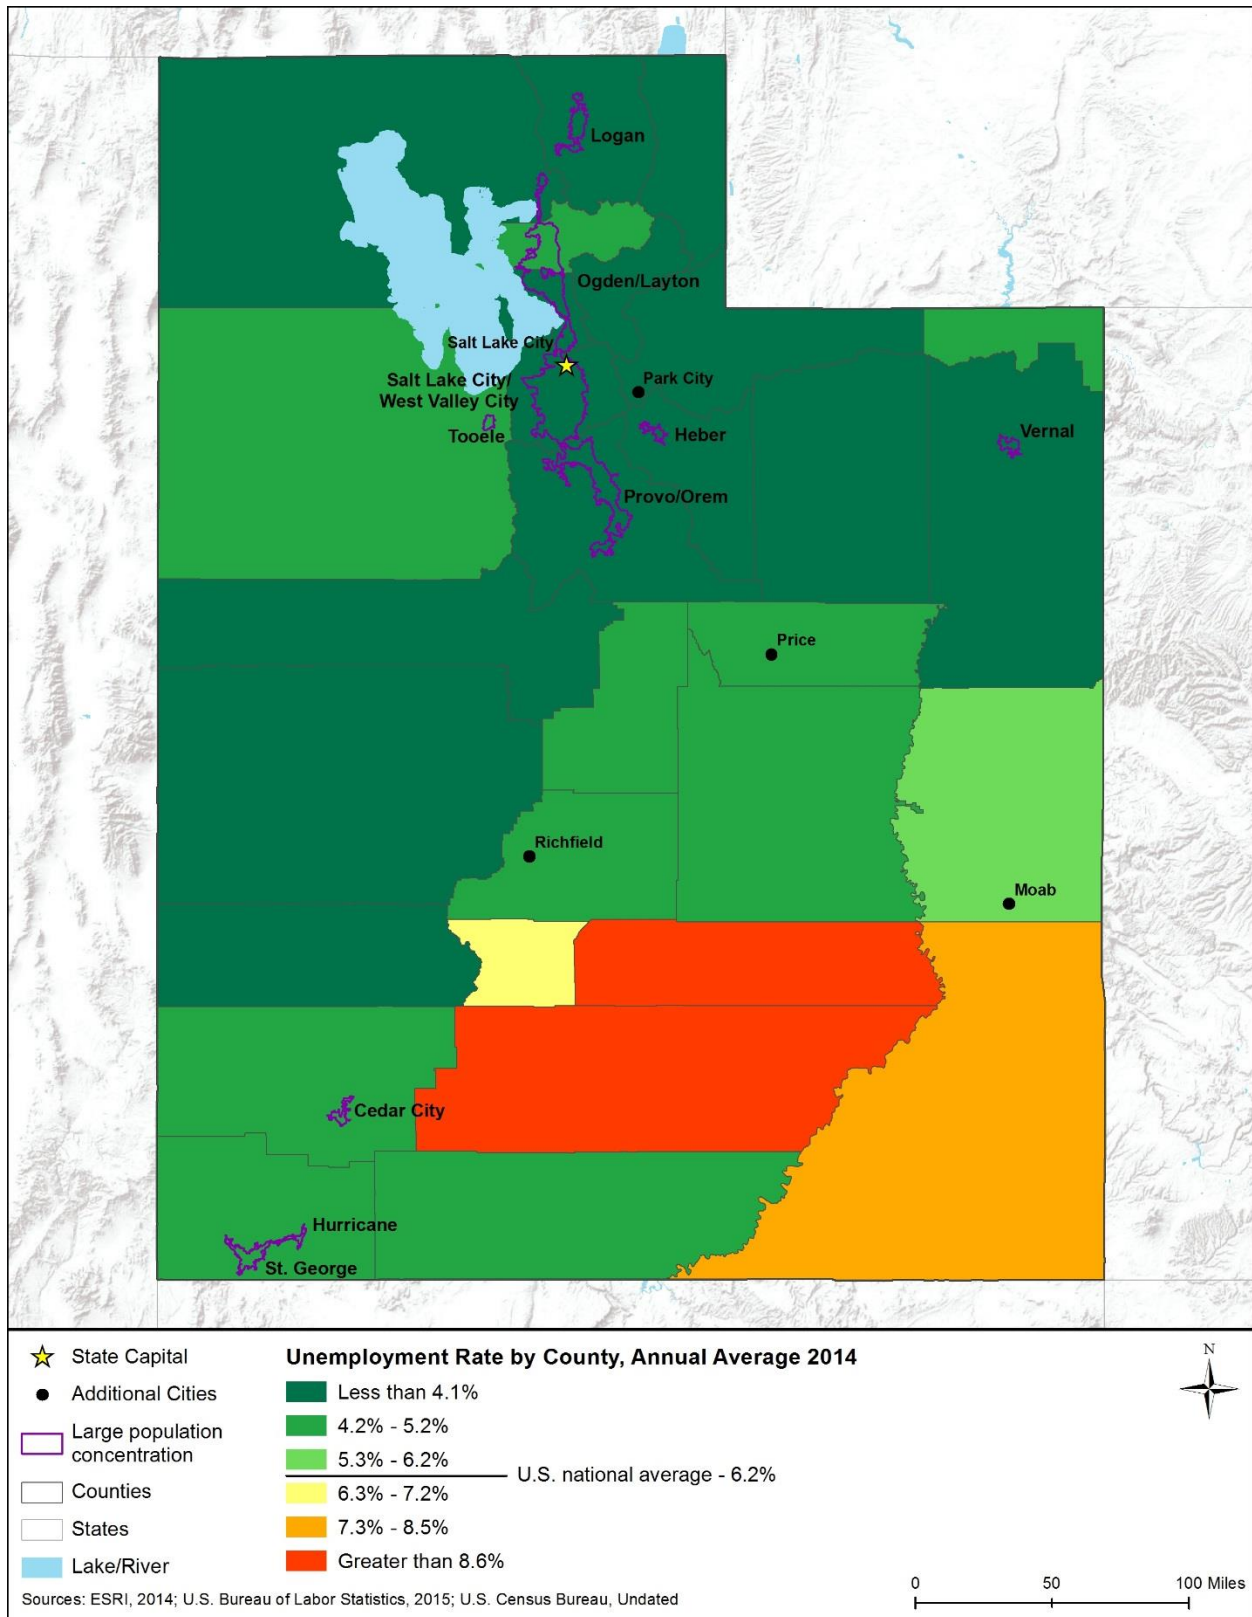 Logan
Ogden/Layton
Salt Lake City
Salt Lake City/
West Valley City
Park City
Tooele
Heber
Vernal
Provo/Orem
Price
Richfield
Moab
Cedar City
Hurricane
St. George
State Capital
Additional Cities
Large population
concentration
Counties
States
Lake/River
Unemployment Rate by County, Annual Average 2014
Less than 4.1%
4.2% - 5.2%
5.3% - 6.2%
U.S. national average - 6.2%
6.3% - 7.2%
7.3% - 8.5%
Greater than 8.6%
N
0 50 100 Miles
Sources: ESRI, 2014; U.S. Bureau of Labor Statistics, 2015; U.S. Census Bureau, Undated